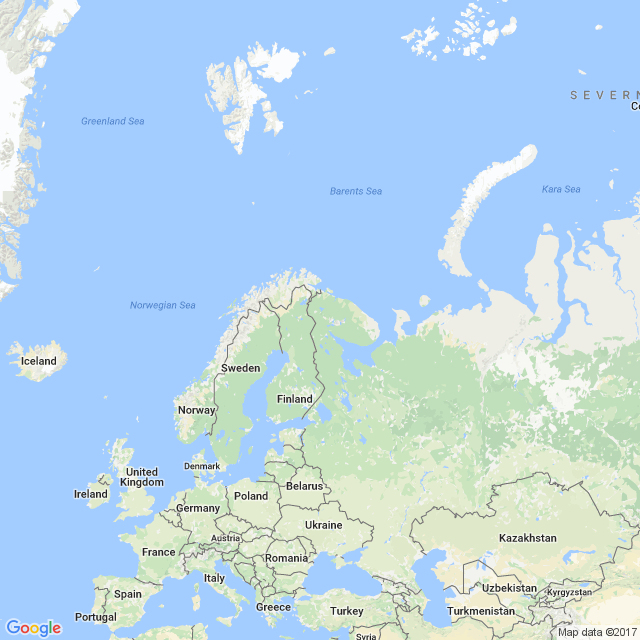 SEVERN
Co
Greenland Sea
Barents Sea
Kara Sea
Norwegian Sea
Iceland
Sweden
Finland
Norway
Denmark
United
Kingdom
Ireland
Belarus
Poland
Germany
Ukraine
Austria
Kazakhstan
France
Romania
Italy
Uzbekistan
Kyrgyzstan
Spain
Portugal
Greece
Turkey
Turkmenistan
Syria
Google
Map data ©2017